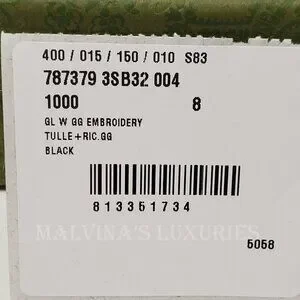 400 / 015 / 150 / 010 S83
787379 3SB32 004
1000 8
GL W GG EMBROIDERY
TULLE+RIC.GG
BLACK
813351734
MALVINA'S LUXURIES
5058